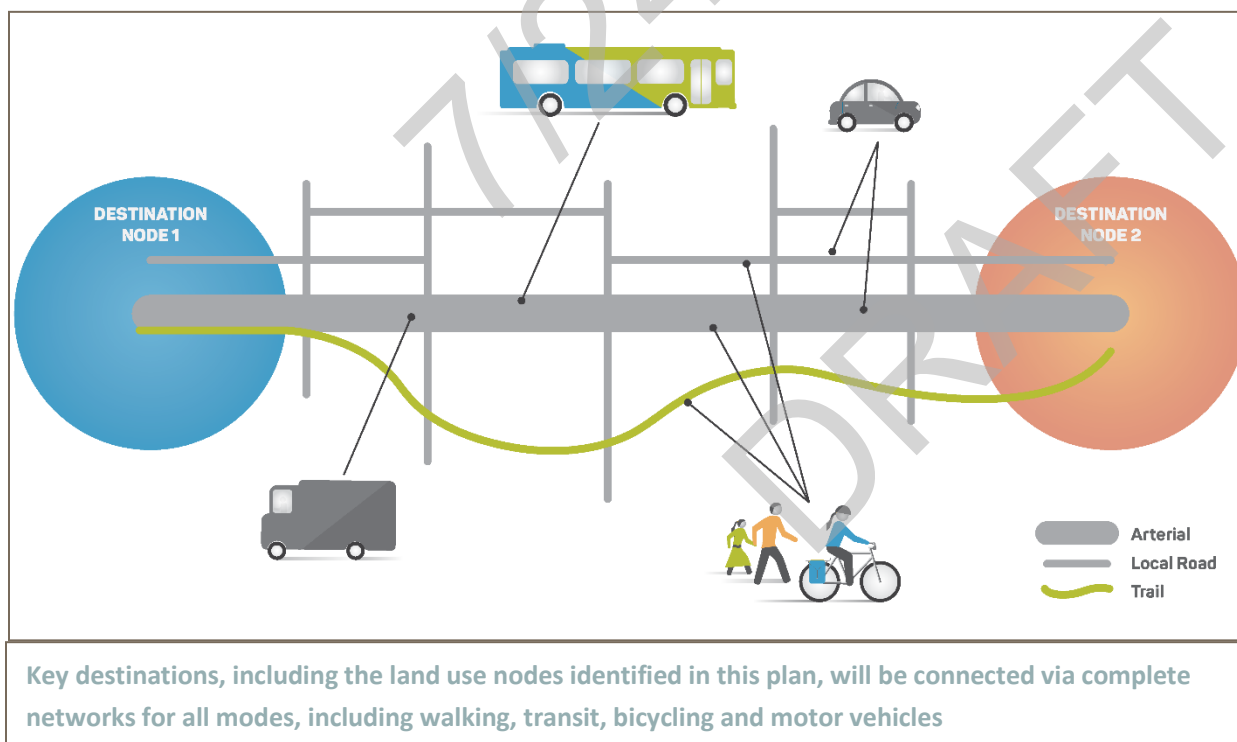 7/2
DRAFT
DESTINATION
NODE 1
DESTINATION
NODE 2
Arterial
Local Road
Trail
Key destinations, including the land use nodes identified in this plan, will be connected via complete
networks for all modes, including walking, transit, bicycling and motor vehicles